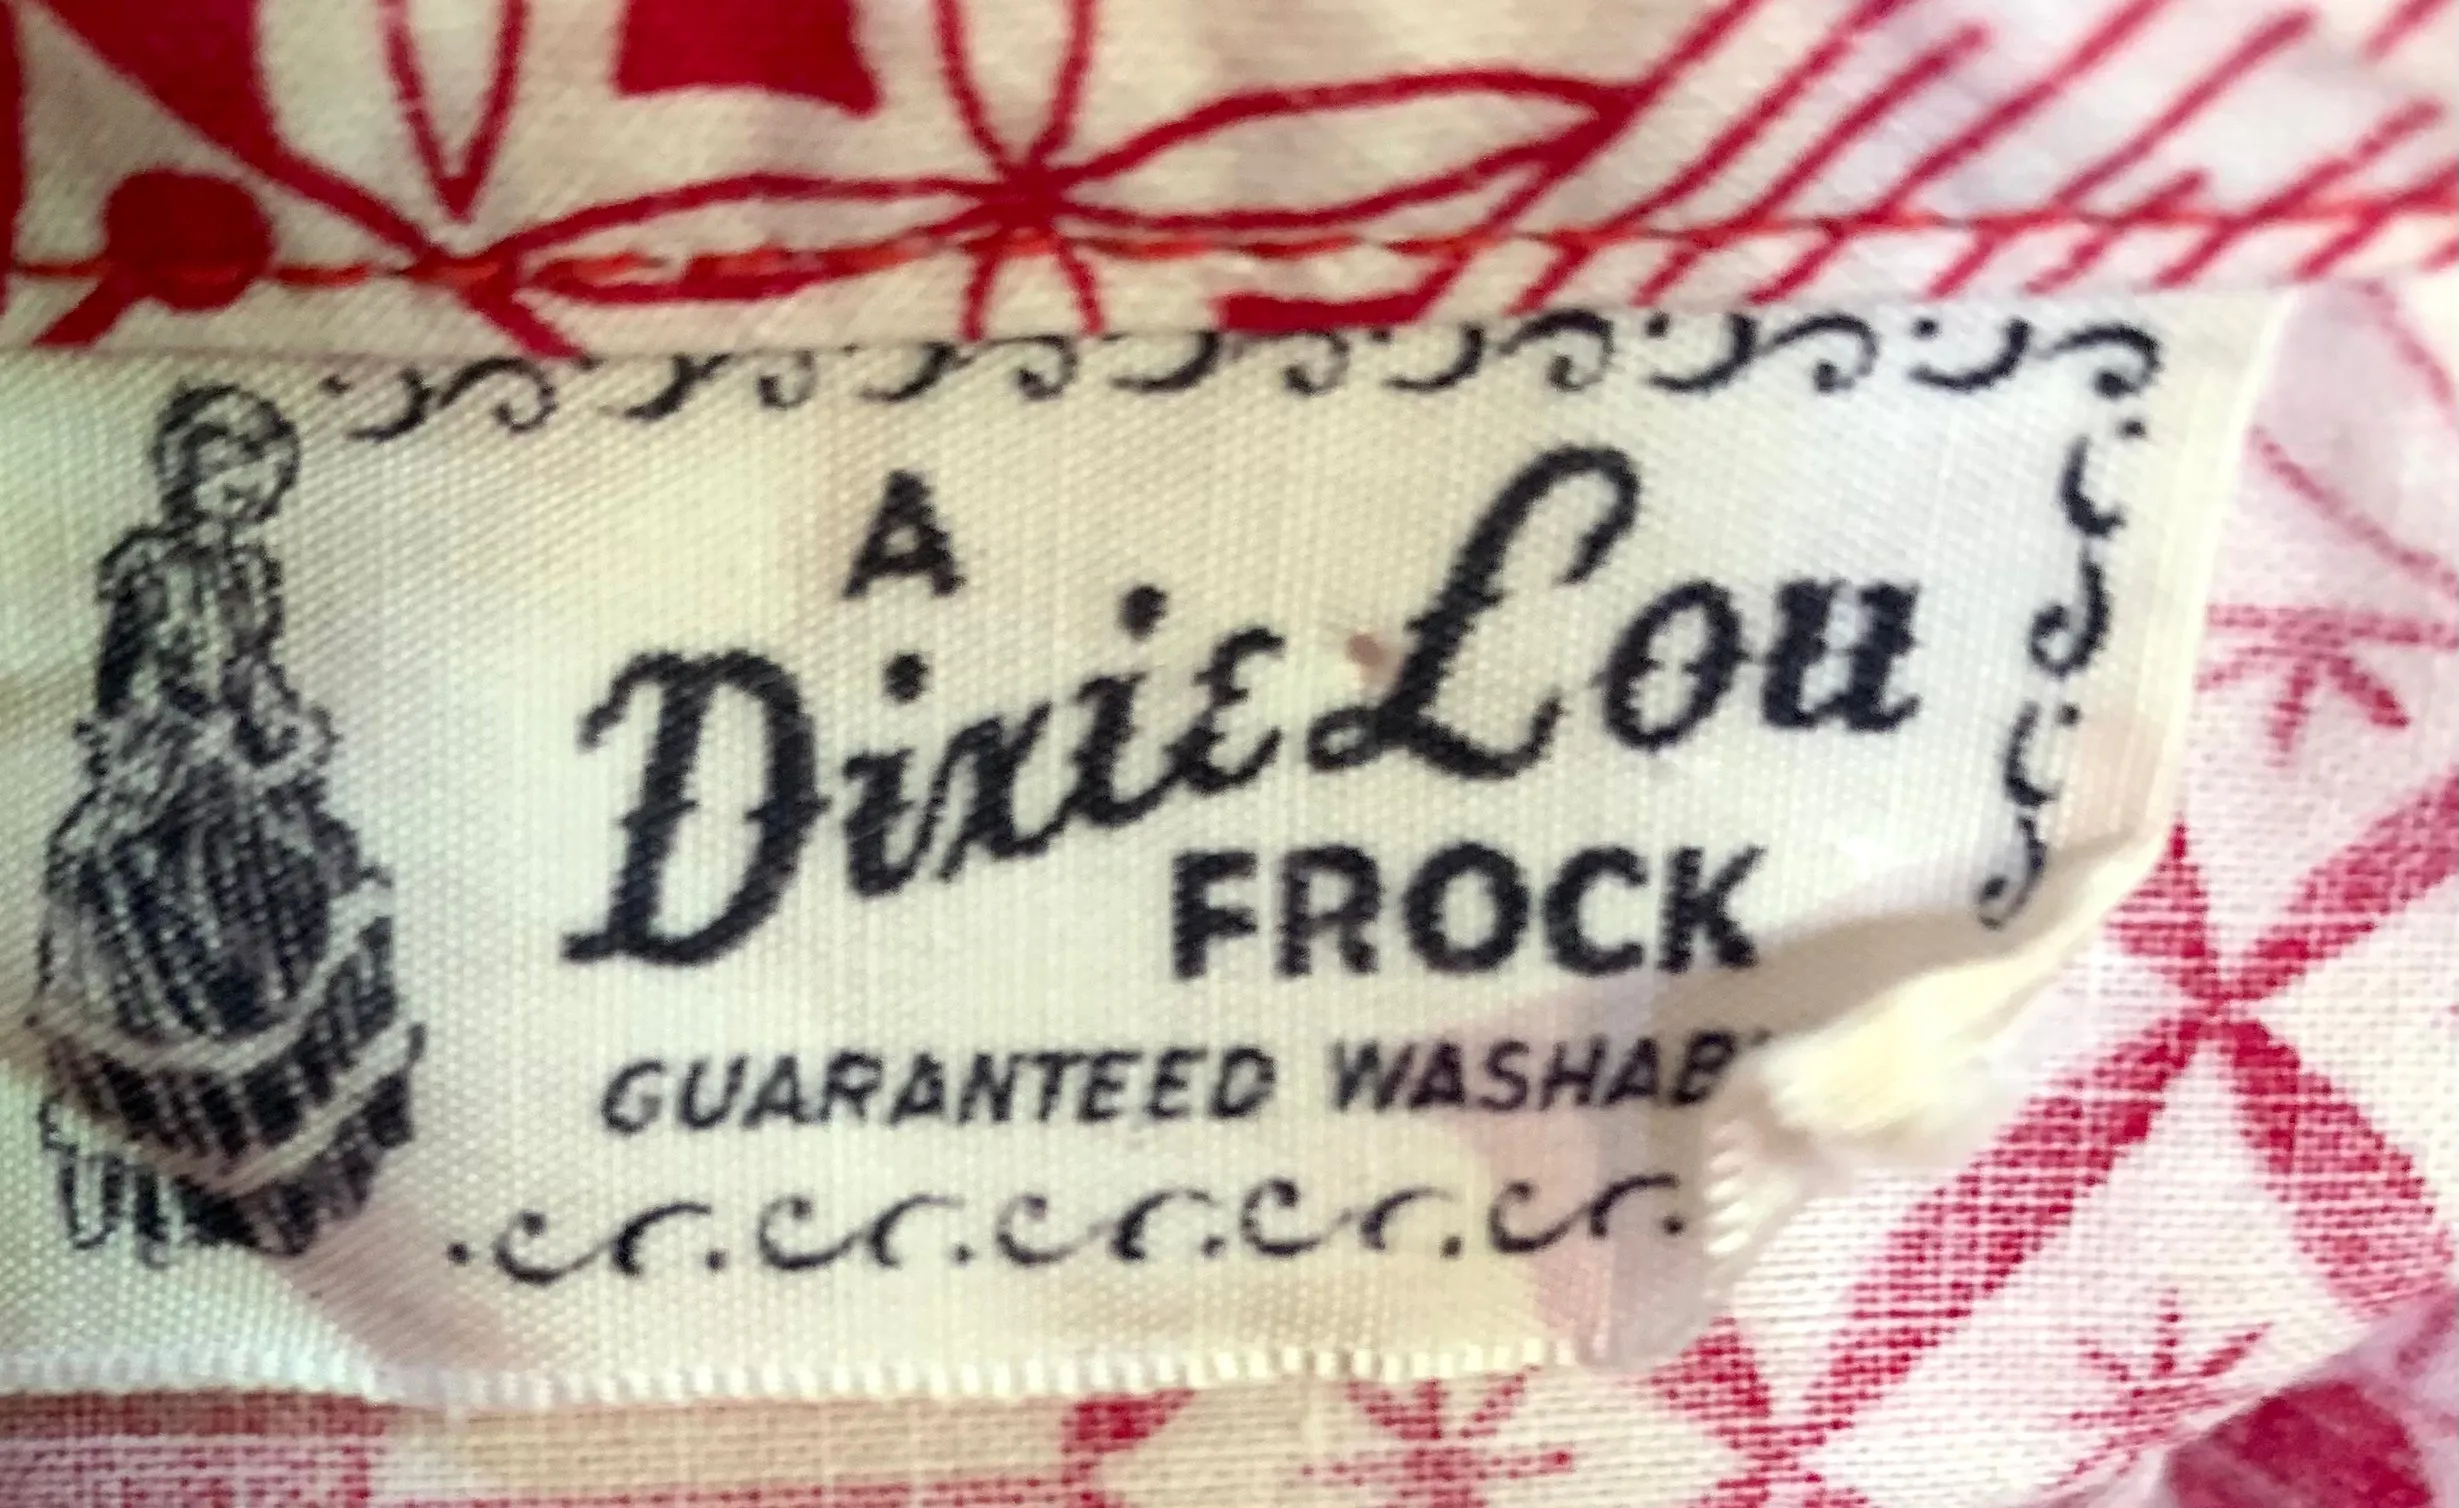 A
Dixie Lou
FROCK
GUARANTEED WASHAB